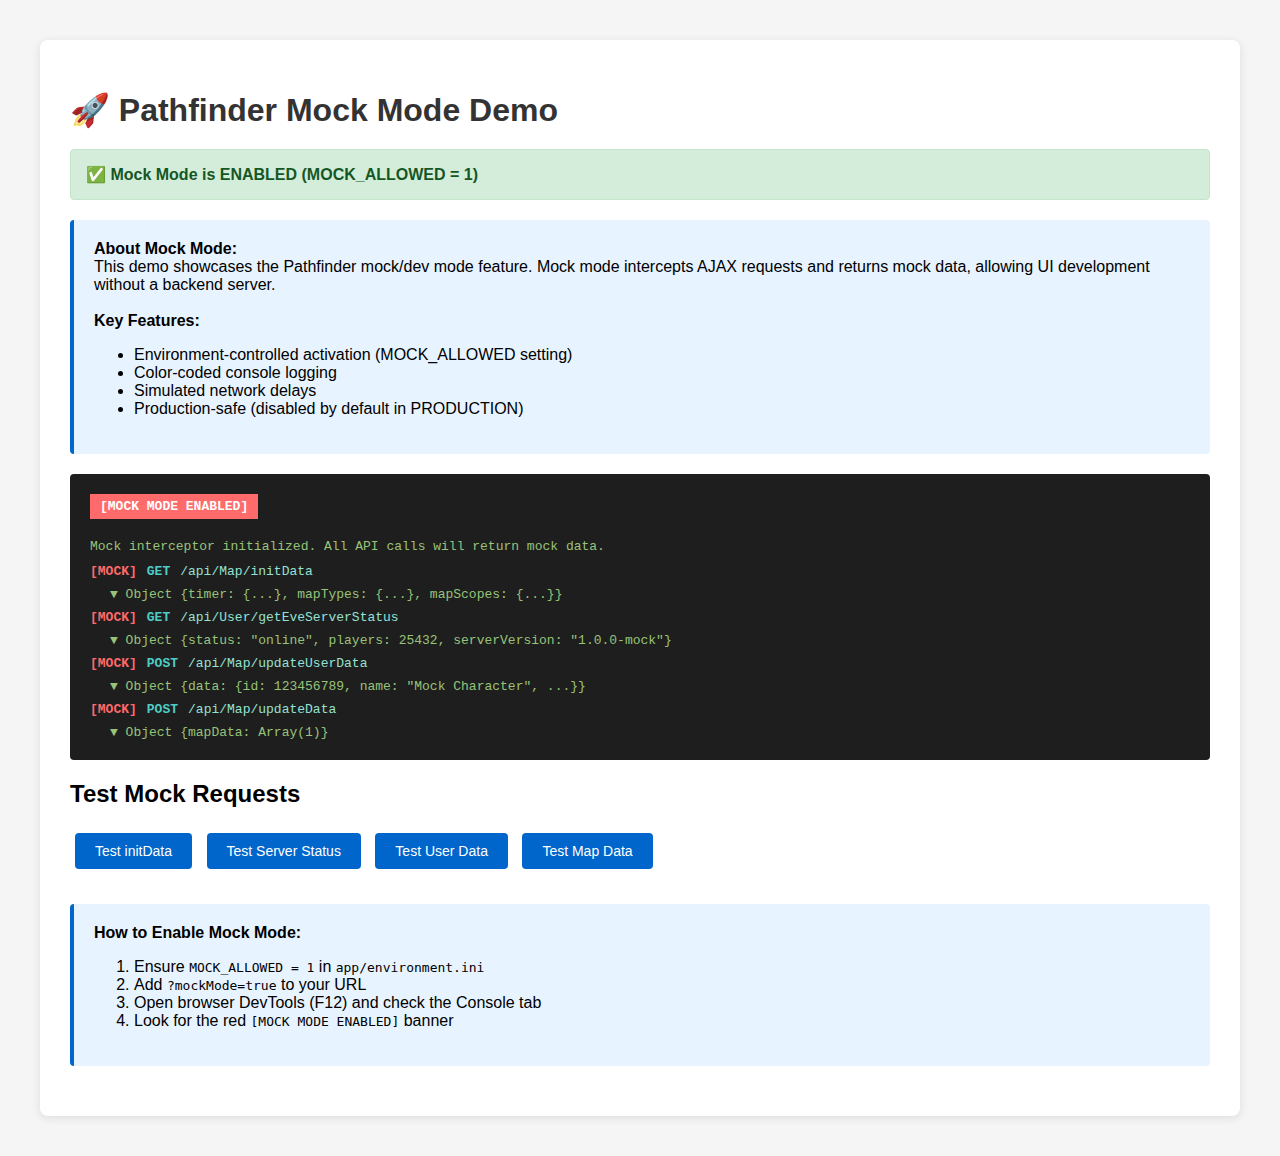 🚀 Pathfinder Mock Mode Demo
✅ Mock Mode is ENABLED (MOCK_ALLOWED = 1)
About Mock Mode:
This demo showcases the Pathfinder mock/dev mode feature. Mock mode intercepts AJAX requests and returns mock data, allowing UI development
without a backend server.
Key Features:
• Environment-controlled activation (MOCK_ALLOWED setting)
• Color-coded console logging
• Simulated network delays
• Production-safe (disabled by default in PRODUCTION)
[MOCK MODE ENABLED]
Mock interceptor initialized. All API calls will return mock data.
[MOCK] GET /api/Map/initData
▼ Object {timer: {...}, mapTypes: {...}, mapScopes: {...}}
[MOCK] GET /api/User/getEveServerStatus
▼ Object {status: "online", players: 25432, serverVersion: "1.0.0-mock"}
[MOCK] POST /api/Map/updateUserData
▼ Object {data: {id: 123456789, name: "Mock Character", ...}}
[MOCK] POST /api/Map/updateData
▼ Object {mapData: Array(1)}
Test Mock Requests
Test initData Test Server Status Test User Data Test Map Data
How to Enable Mock Mode:
1. Ensure MOCK_ALLOWED = 1 in app/environment.ini
2. Add ?mockMode=true to your URL
3. Open browser DevTools (F12) and check the Console tab
4. Look for the red [MOCK MODE ENABLED] banner